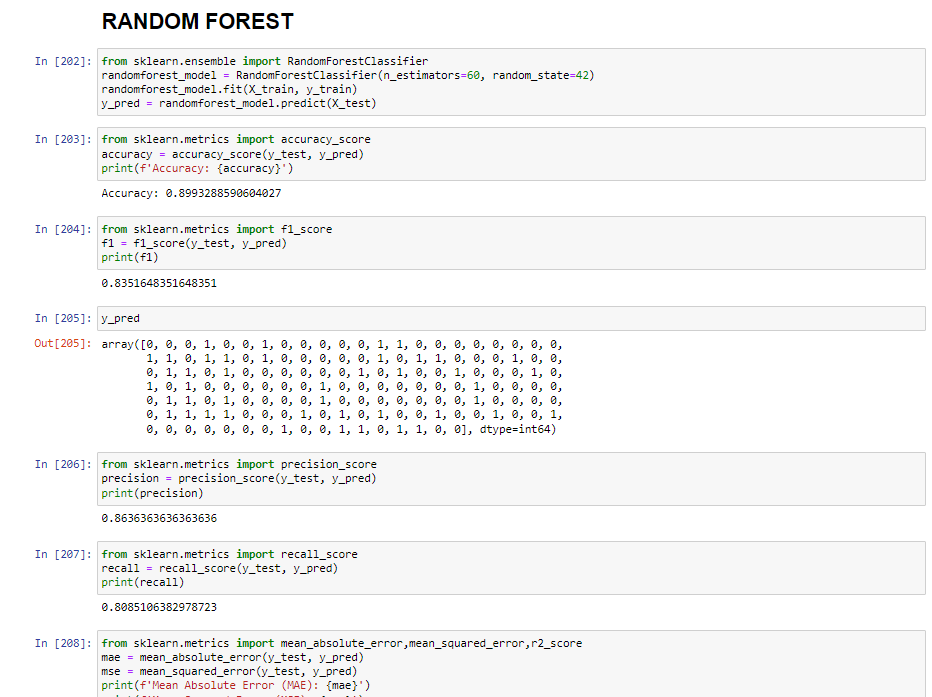 RANDOM FOREST
In [202]:
from sklearn.ensemble import RandomForestClassifier
randomforest_model = RandomForestClassifier(n_estimators=60, random_state=42)
randomforest_model.fit(X_train, y_train)
y_pred = randomforest_model.predict(X_test)
In [203]:
from sklearn.metrics import accuracy_score
accuracy = accuracy_score(y_test, y_pred)
print(f'Accuracy: {accuracy}')
Accuracy: 0.8993288590604027
In [204]:
from sklearn.metrics import f1_score
f1 = f1_score(y_test, y_pred)
print(f1)
0.8351648351648351
In [205]:
y_pred
Out[205]:
array([0, 0, 0, 1, 0, 0, 1, 0, 0, 0, 0, 0, 1, 1, 0, 0, 0, 0, 0, 0, 0, 0,
1, 1, 0, 1, 1, 0, 1, 0, 0, 0, 0, 0, 1, 0, 1, 1, 0, 0, 0, 1, 0, 0,
0, 1, 1, 0, 1, 0, 0, 0, 0, 0, 0, 1, 0, 1, 0, 0, 1, 0, 0, 0, 1, 0,
1, 0, 1, 0, 0, 0, 0, 0, 0, 1, 0, 0, 0, 0, 0, 0, 0, 1, 0, 0, 0, 0,
0, 1, 1, 0, 1, 0, 0, 0, 0, 1, 0, 0, 0, 0, 0, 0, 0, 1, 0, 0, 0, 0,
0, 1, 1, 1, 1, 0, 0, 0, 1, 0, 1, 0, 1, 0, 0, 1, 0, 0, 1, 0, 0, 1,
0, 0, 0, 0, 0, 0, 0, 1, 0, 0, 1, 1, 0, 1, 1, 0, 0], dtype=int64)
In [206]:
from sklearn.metrics import precision_score
precision = precision_score(y_test, y_pred)
print(precision)
0.8636363636363636
In [207]:
from sklearn.metrics import recall_score
recall = recall_score(y_test, y_pred)
print(recall)
0.8085106382978723
In [208]:
from sklearn.metrics import mean_absolute_error,mean_squared_error,r2_score
mae = mean_absolute_error(y_test, y_pred)
mse = mean_squared_error(y_test, y_pred)
print(f'Mean Absolute Error (MAE): {mae}')